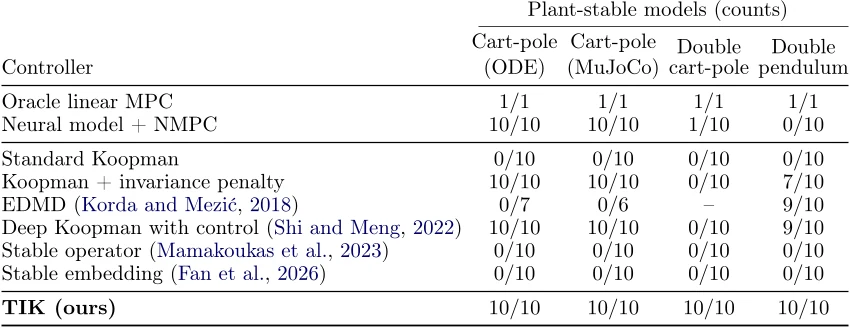 Plant-stable models (counts)
Cart-pole Cart-pole Double Double
Controller (ODE) (MuJoCo) cart-pole pendulum
Oracle linear MPC 1/1 1/1 1/1 1/1
Neural model + NMPC 10/10 10/10 1/10 0/10
Standard Koopman 0/10 0/10 0/10 0/10
Koopman + invariance penalty 10/10 10/10 0/10 7/10
EDMD (Korda and Mezić, 2018) 0/7 0/6 – 9/10
Deep Koopman with control (Shi and Meng, 2022) 10/10 10/10 0/10 9/10
Stable operator (Mamakoukas et al., 2023) 0/10 0/10 0/10 0/10
Stable embedding (Fan et al., 2026) 0/10 0/10 0/10 0/10
TIK (ours) 10/10 10/10 10/10 10/10